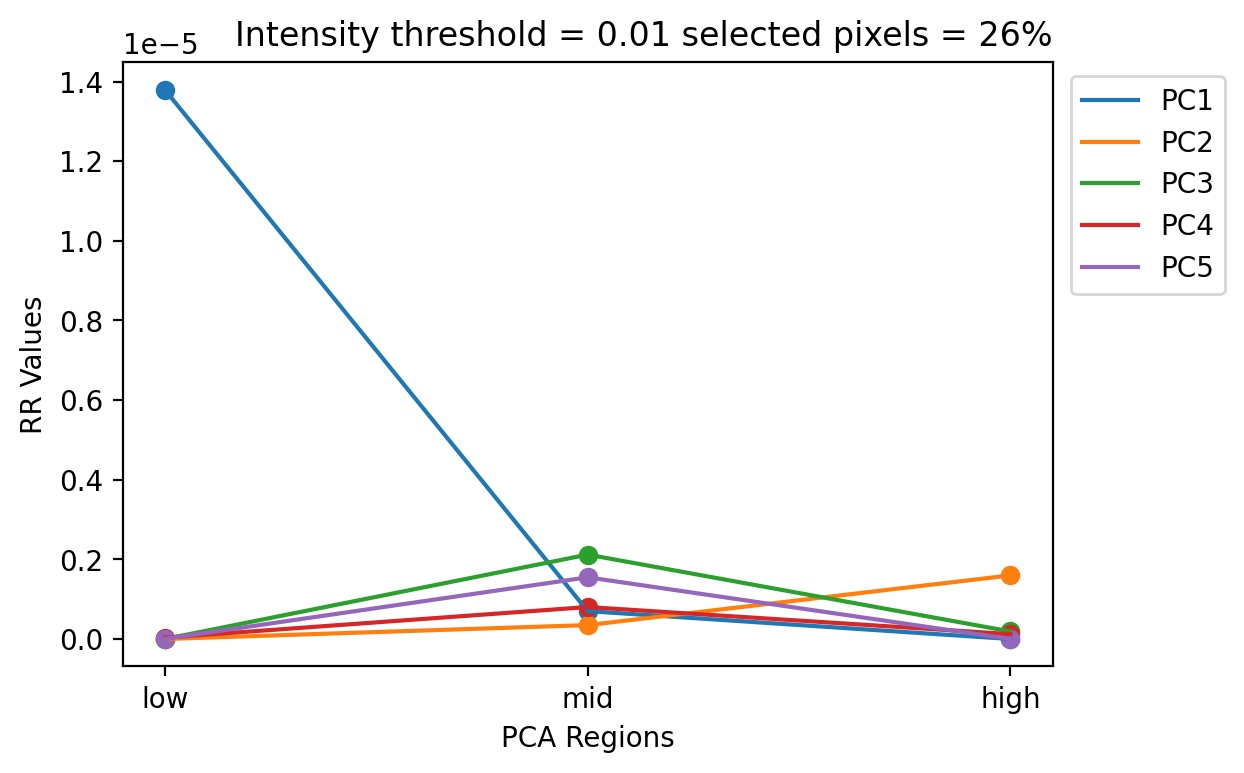 Intensity threshold = 0.01 selected pixels = 26%
1e−5
1.4
1.2
1.0
0.8
0.6
0.4
0.2
0.0
RR Values
low mid high
PCA Regions
PC1
PC2
PC3
PC4
PC5